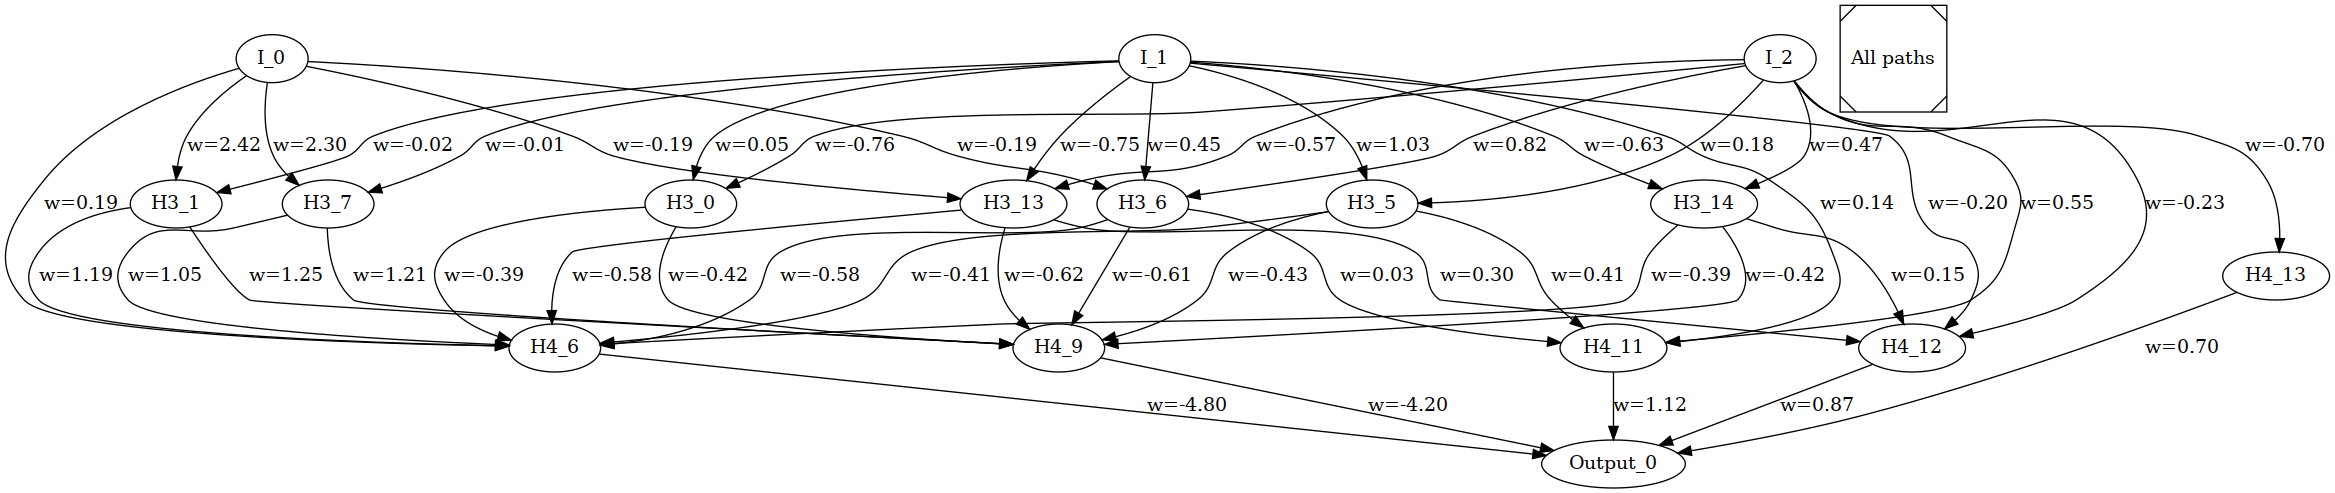 I_0
I_1
I_2
All paths
w=2.42
w=2.30
w=-0.02
w=-0.01
w=-0.19
w=0.05
w=-0.76
w=-0.19
w=-0.75
w=0.45
w=-0.57
w=1.03
w=0.82
w=-0.63
w=0.18
w=0.47
w=-0.70
w=0.19
H3_1
H3_7
H3_0
H3_13
H3_6
H3_5
H3_14
w=0.14
w=-0.20
w=0.55
w=-0.23
w=1.19
w=1.05
w=1.25
w=1.21
w=-0.39
w=-0.58
w=-0.42
w=-0.58
w=-0.41
w=-0.62
w=-0.61
w=-0.43
w=0.03
w=0.30
w=0.41
w=-0.39
w=-0.42
w=0.15
H4_13
H4_6
H4_9
H4_11
H4_12
w=0.70
w=-4.80
w=-4.20
w=1.12
w=0.87
Output_0